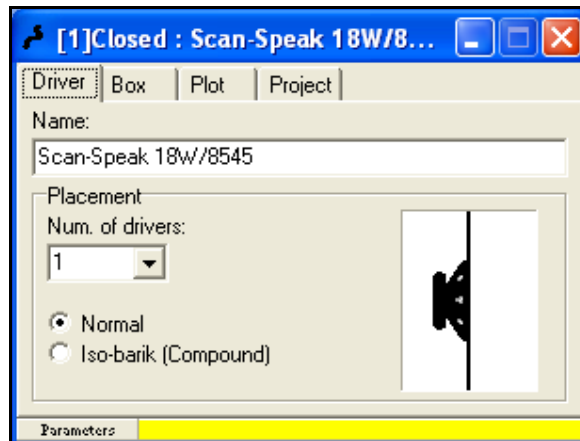 [1]Closed : Scan-Speak 18W/8...
Driver Box Plot Project
Name:
Scan-Speak 18W/8545
Placement
Num. of drivers:
1
Normal
Iso-barik (Compound)
Parameters